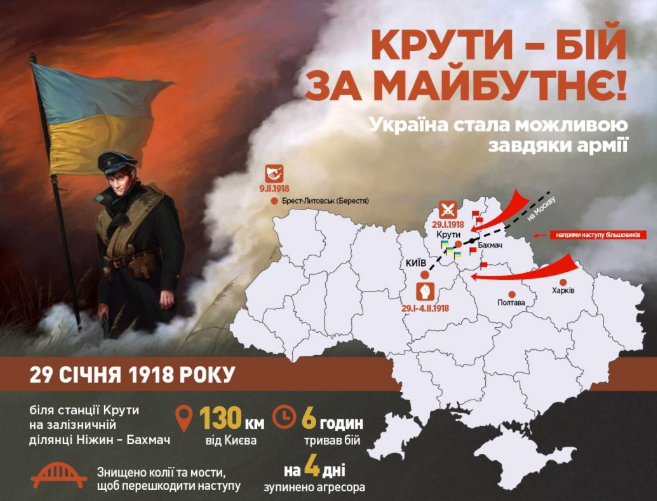 КРУТИ – БІЙ
ЗА МАЙБУТНЄ!
Україна стала можливою
завдяки армії
9.ІІ.1918
Брест-Литовськ (Берестя)
29.І.1918
на Москву
Крути
Бахмач
напрями наступу більшовиків
КИЇВ
29.І-4.ІІ.1918
Полтава
Харків
29 СІЧНЯ 1918 РОКУ
біля станції Крути
на залізничній
ділянці Ніжин – Бахмач
130 км
від Києва
6 годин
тривав бій
Знищено колії та мости,
щоб перешкодити наступу
на 4 дні
зупинено агресора